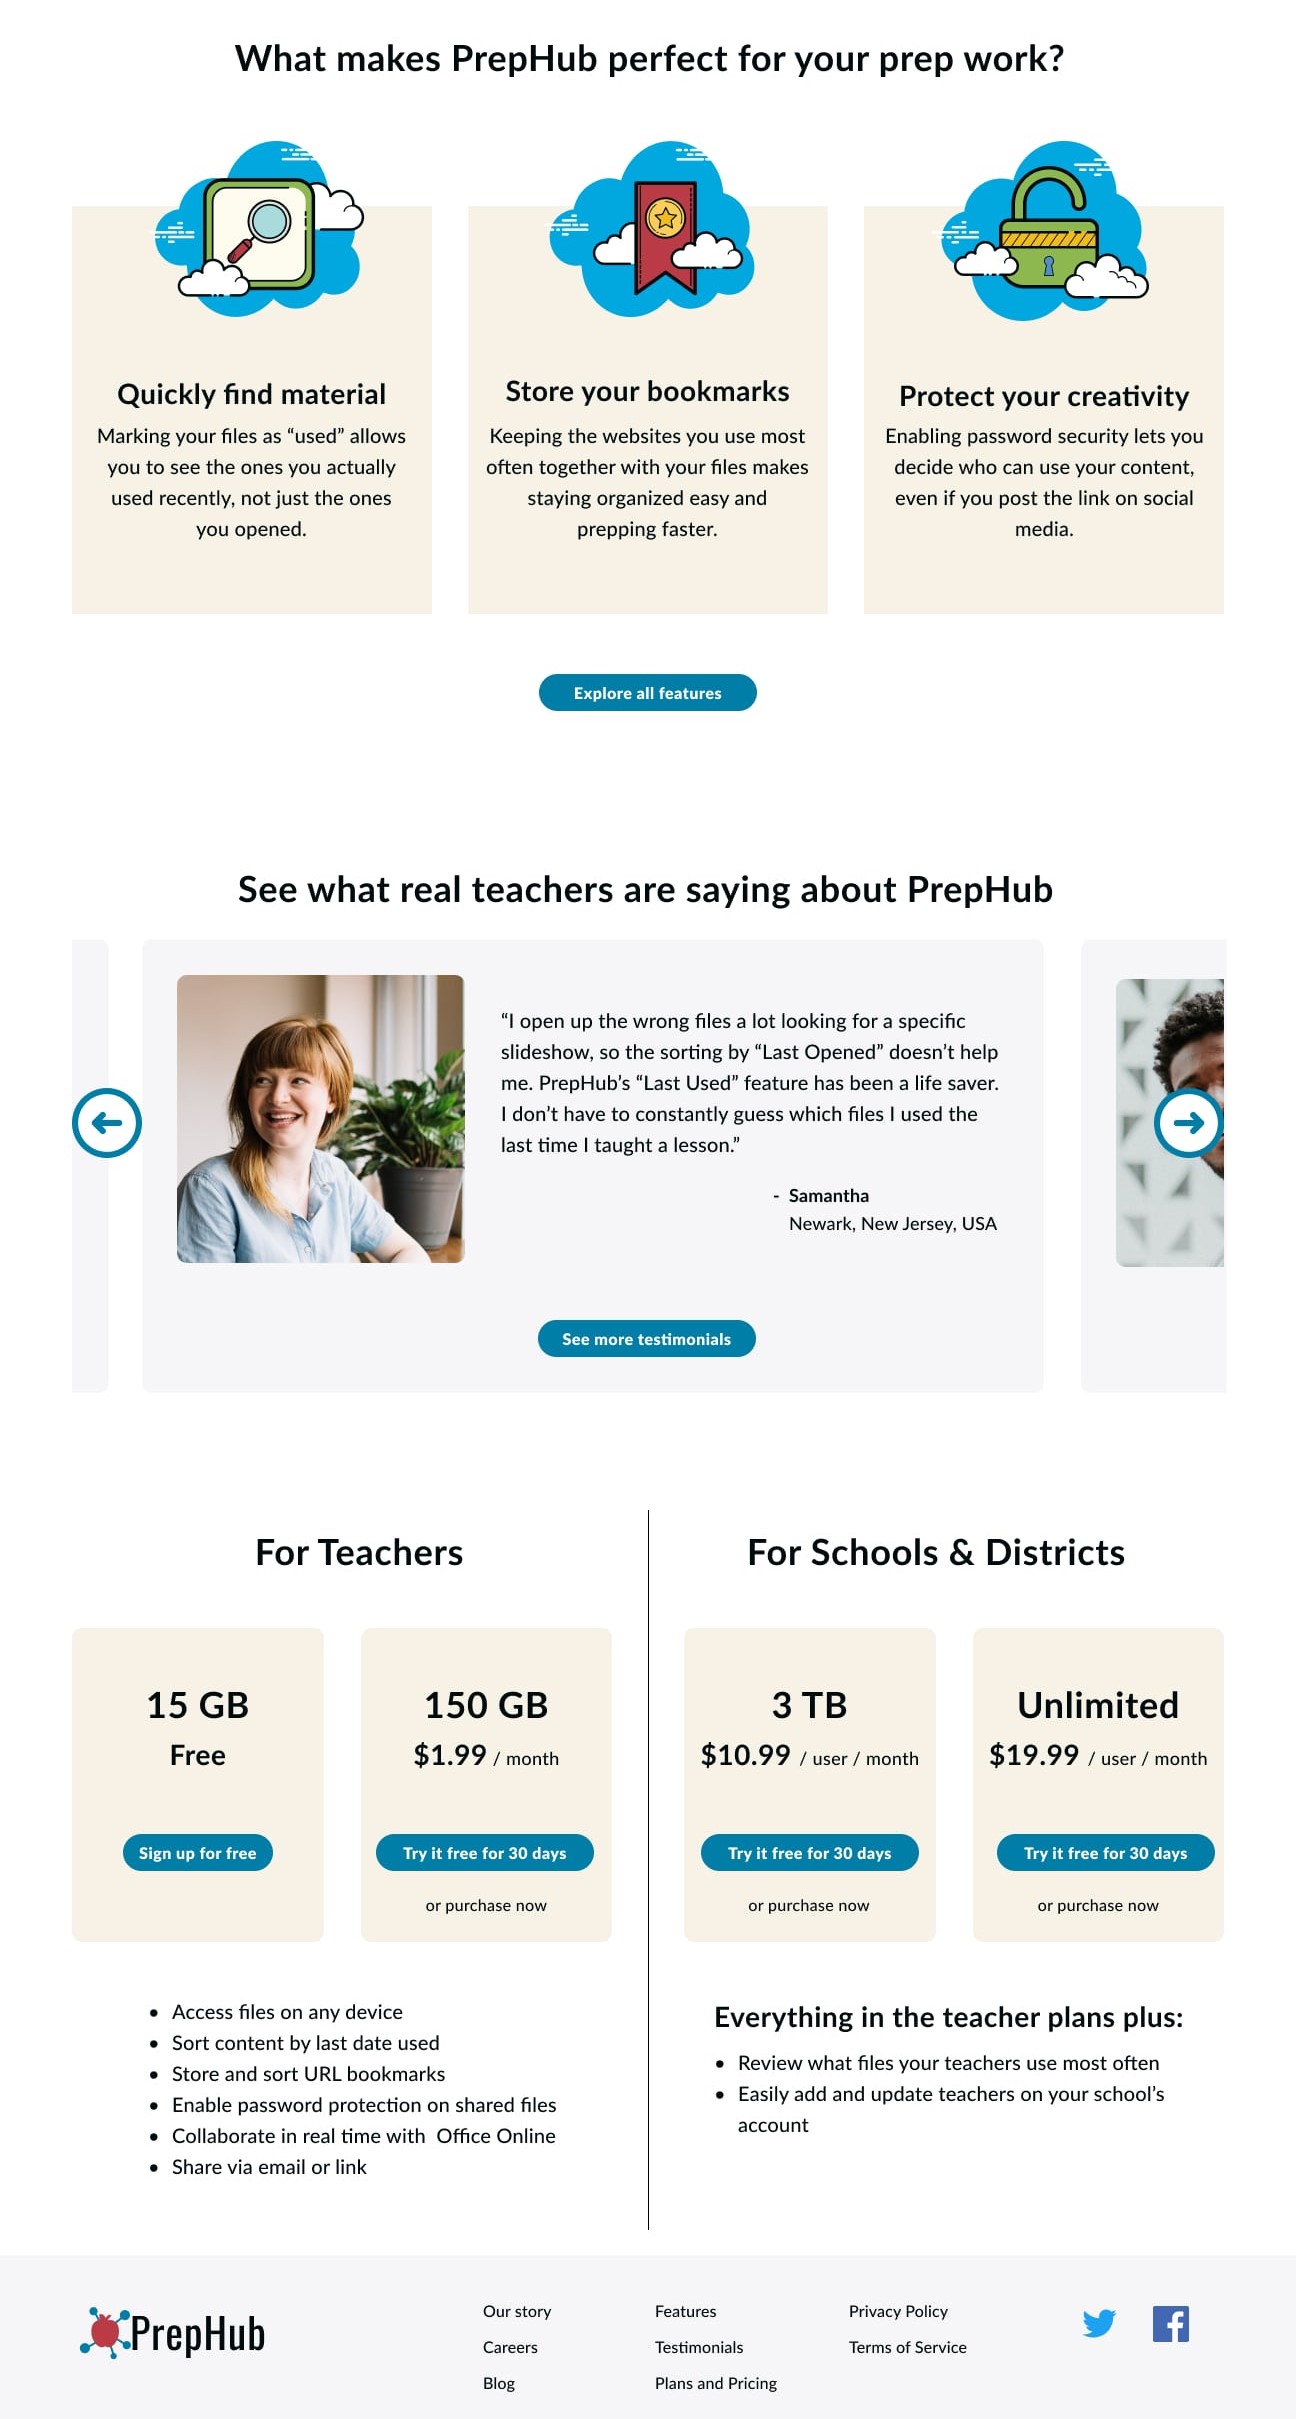 What makes PrepHub perfect for your prep work?
Quickly find material
Marking your files as “used” allows
you to see the ones you actually
used recently, not just the ones
you opened.
Store your bookmarks
Keeping the websites you use most
often together with your files makes
staying organized easy and
prepping faster.
Protect your creativity
Enabling password security lets you
decide who can use your content,
even if you post the link on social
media.
Explore all features
See what real teachers are saying about PrepHub
“I open up the wrong files a lot looking for a specific
slideshow, so the sorting by “Last Opened” doesn’t help
me. PrepHub’s “Last Used” feature has been a life saver.
I don’t have to constantly guess which files I used the
last time I taught a lesson.”
- Samantha
Newark, New Jersey, USA
See more testimonials
For Teachers
15 GB
Free
Sign up for free
150 GB
$1.99 / month
Try it free for 30 days
or purchase now
Access files on any device
Sort content by last date used
Store and sort URL bookmarks
Enable password protection on shared files
Collaborate in real time with  Office Online
Share via email or link
For Schools & Districts
3 TB
$10.99 / user / month
Try it free for 30 days
or purchase now
Unlimited
$19.99 / user / month
Try it free for 30 days
or purchase now
Everything in the teacher plans plus:
Review what files your teachers use most often
Easily add and update teachers on your school’s
account
PrepHub
Our story
Careers
Blog
Features
Testimonials
Plans and Pricing
Privacy Policy
Terms of Service